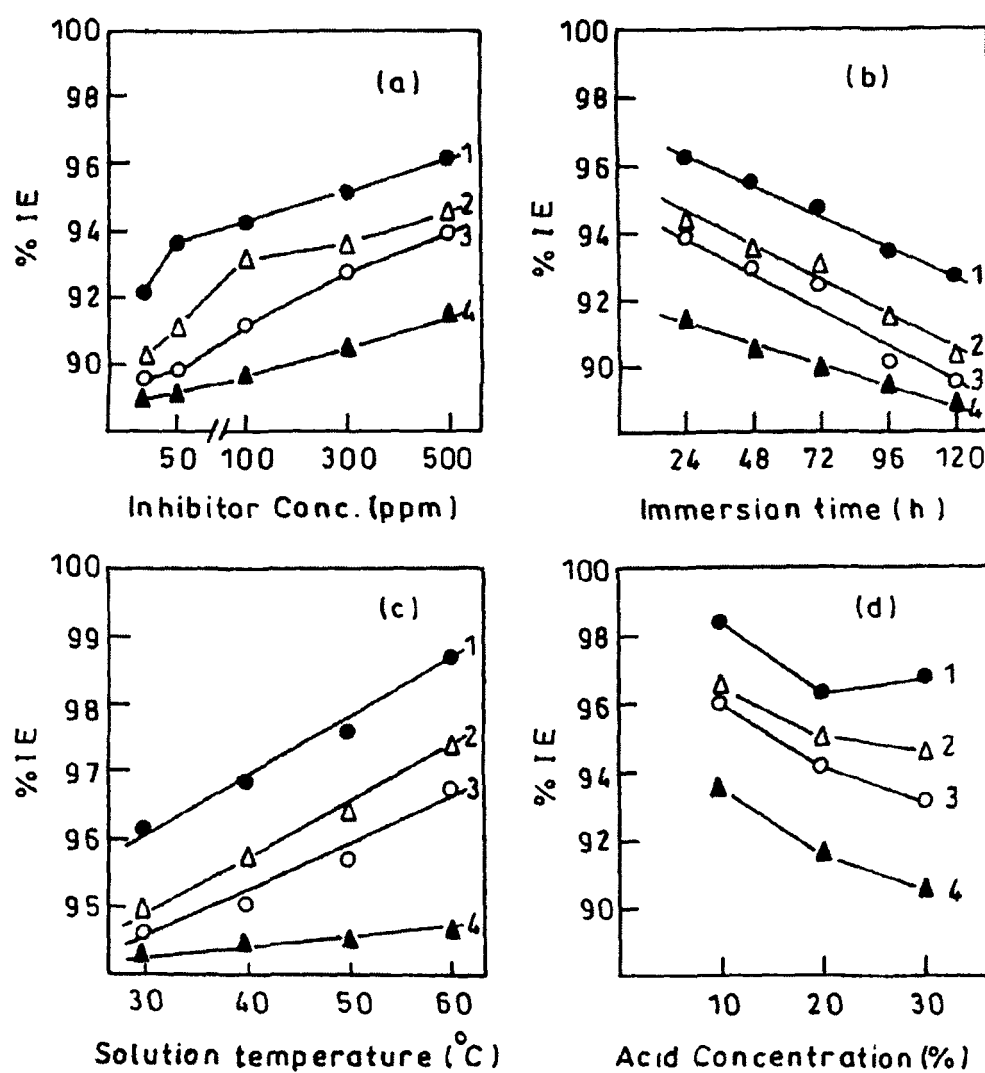 100
98
96
94
92
90
% IE
(a)
1
2
3
4
50 100 300 500
Inhibitor Conc. (ppm)
100
98
96
94
92
90
% IE
(b)
1
2
3
4
24 48 72 96 120
Immersion time (h)
100
99
98
97
96
95
% IE
(c)
1
2
3
4
30 40 50 60
Solution temperature (°C)
100
98
96
94
92
90
% IE
(d)
1
2
3
4
10 20 30
Acid Concentration (%)